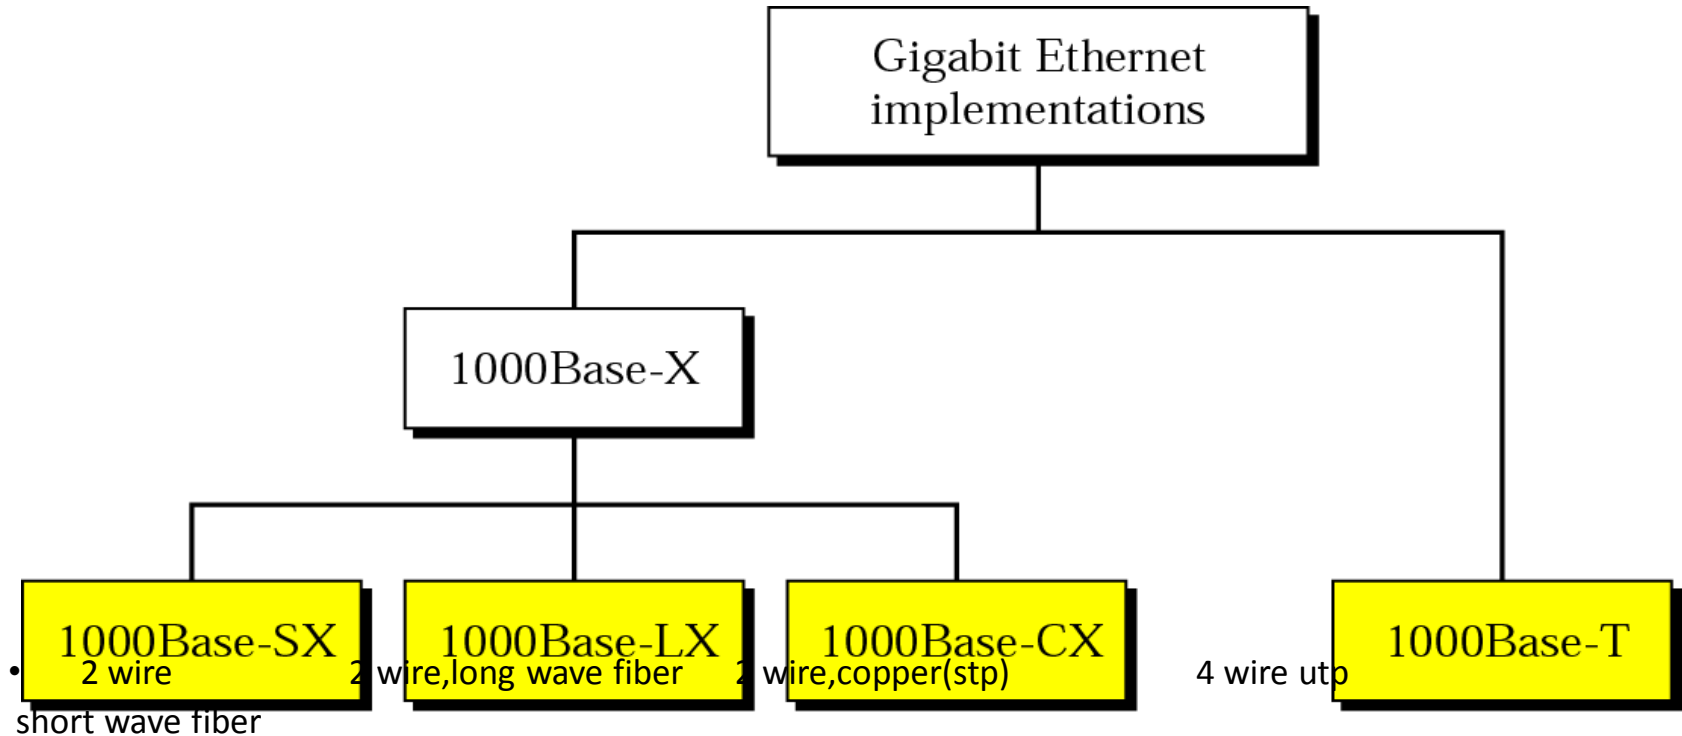 Gigabit Ethernet
implementations
1000Base-X
1000Base-SX
1000Base-LX
1000Base-CX
1000Base-T
• 2 wire 2 wire,long wave fiber 2 wire,copper(stp) 4 wire utp
short wave fiber